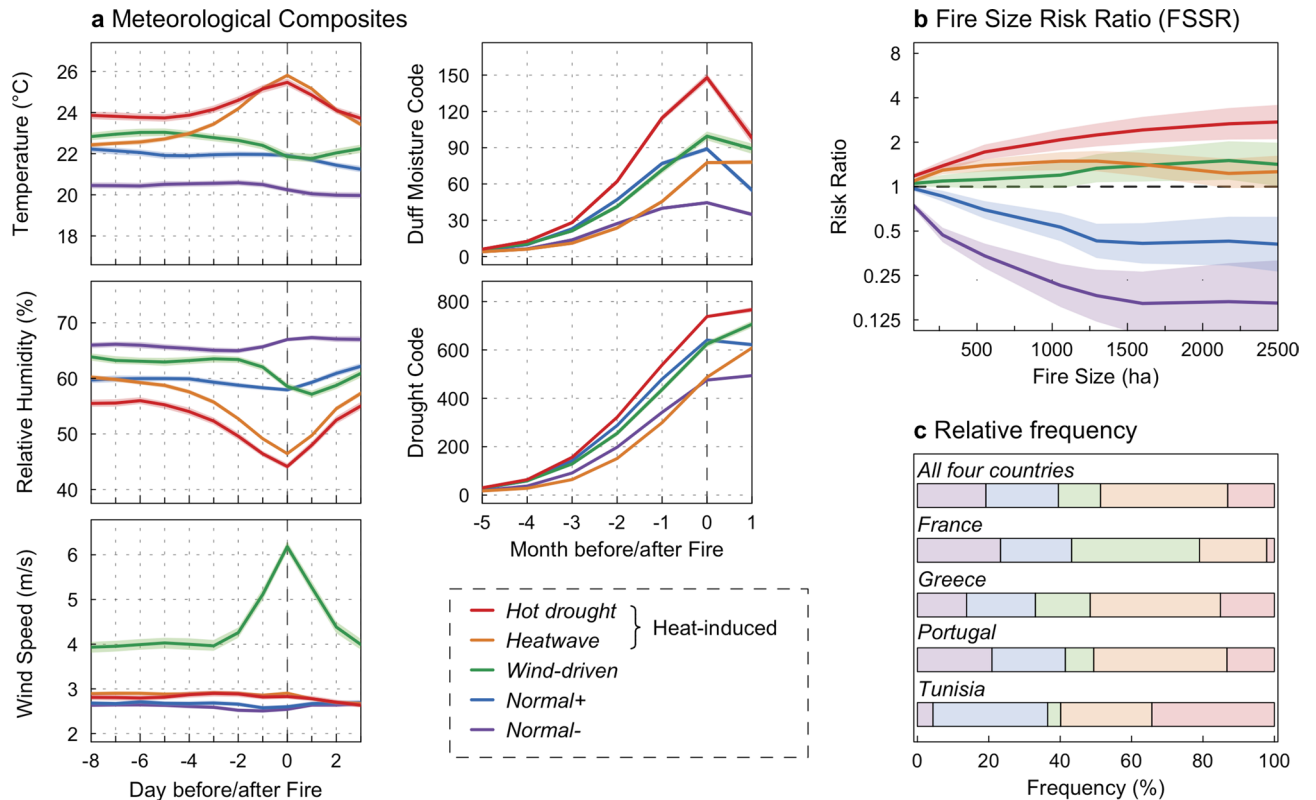 a Meteorological Composites
Temperature (°C)
26
24
22
20
18
Relative Humidity (%)
70
60
50
40
Wind Speed (m/s)
6
5
4
3
2
-8 -6 -4 -2 0 2
Day before/after Fire
Duff Moisture Code
150
120
90
60
30
0
Drought Code
800
600
400
200
0
-5 -4 -3 -2 -1 0 1
Month before/after Fire
Hot drought
Heatwave
Heat-induced
Wind-driven
Normal+
Normal-
b Fire Size Risk Ratio (FSSR)
Risk Ratio
8
4
2
1
0.5
0.25
0.125
500 1000 1500 2000 2500
Fire Size (ha)
c Relative frequency
All four countries
France
Greece
Portugal
Tunisia
0 20 40 60 80 100
Frequency (%)